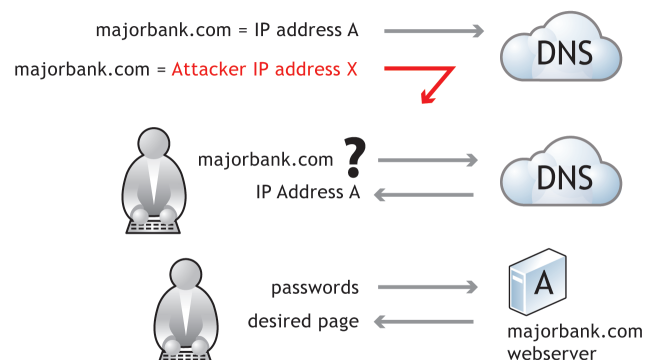 majorbank.com = IP address A
DNS
majorbank.com = Attacker IP address X
majorbank.com ?
DNS
IP Address A
passwords
A
desired page
majorbank.com
webserver